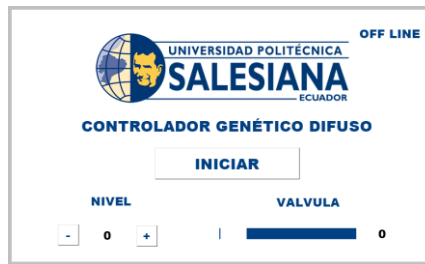 OFF LINE
UNIVERSIDAD POLITÉCNICA
SALESIANA
ECUADOR
CONTROLADOR GENÉTICO DIFUSO
INICIAR
NIVEL VALVULA
- 0 + 0